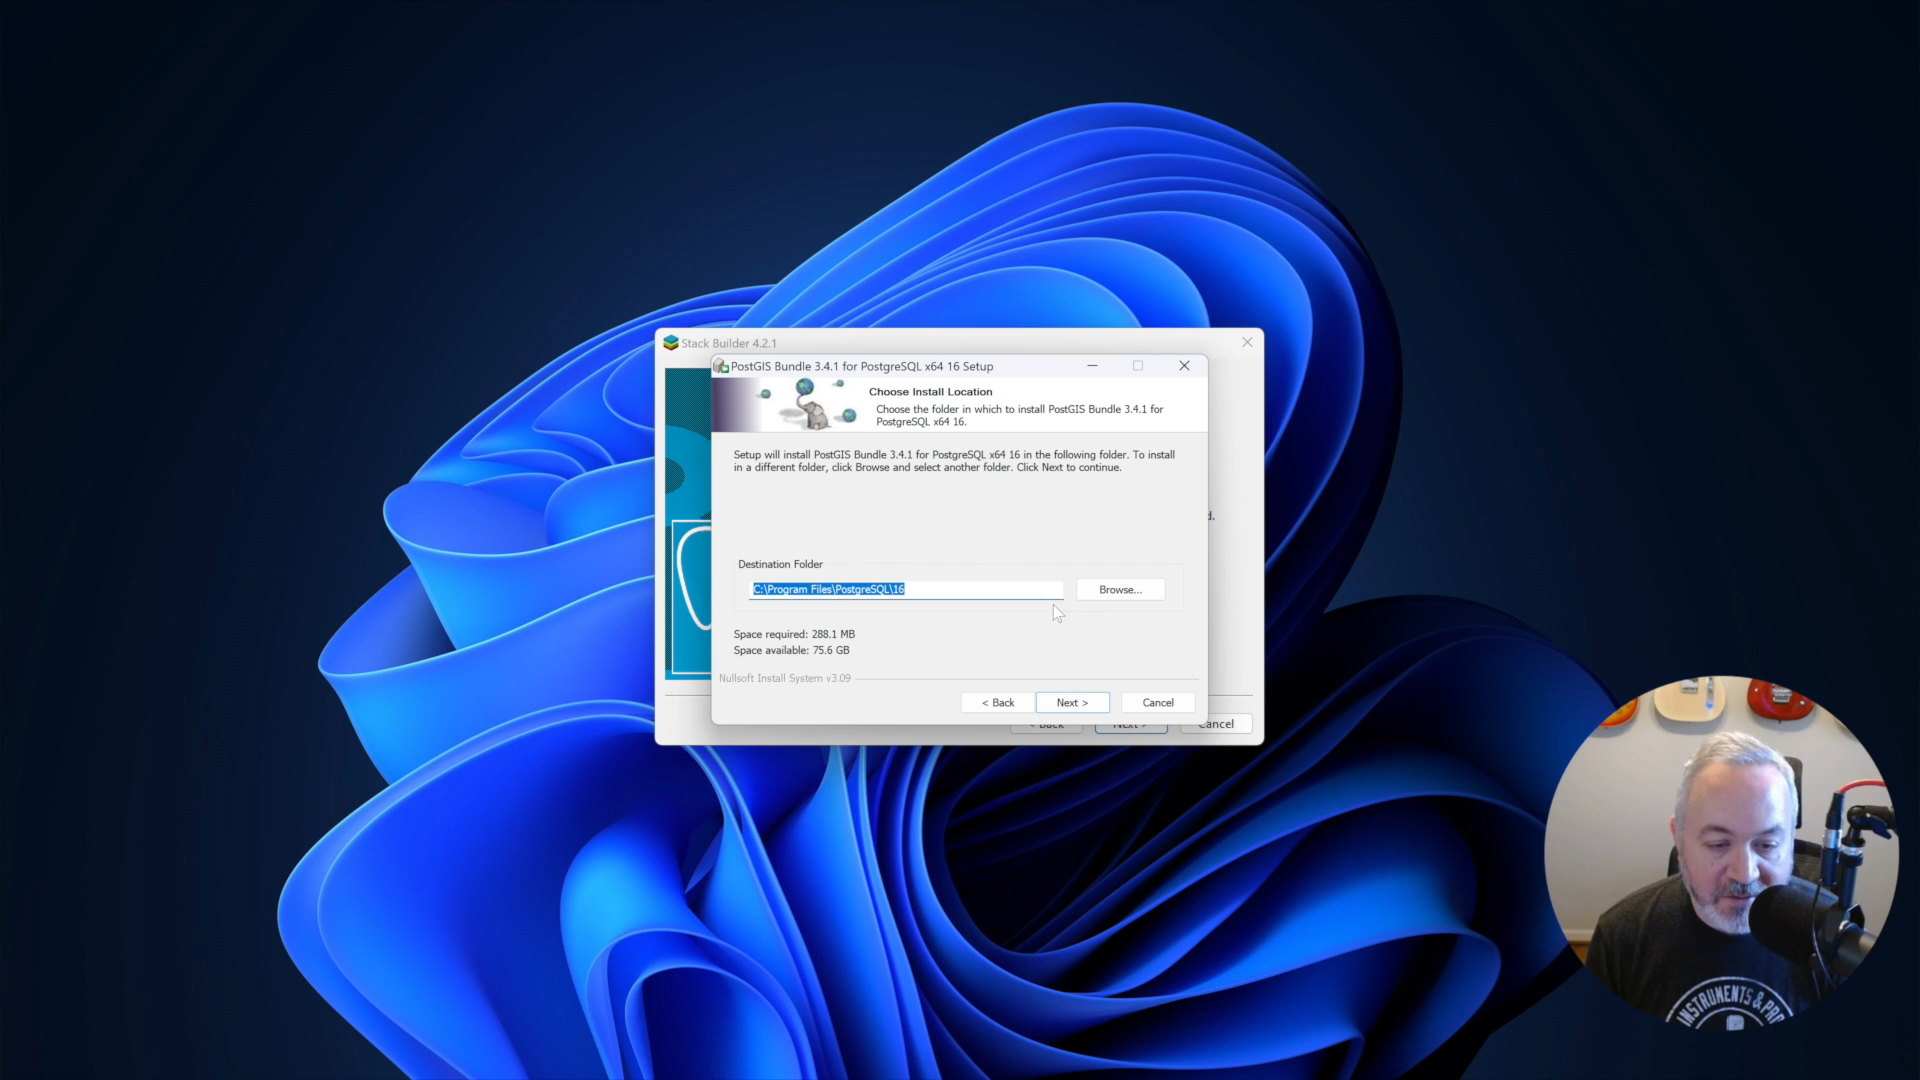 Stack Builder 4.2.1
PostGIS Bundle 3.4.1 for PostgreSQL x64 16 Setup
Choose Install Location
Choose the folder in which to install PostGIS Bundle 3.4.1 for
PostgreSQL x64 16.
Setup will install PostGIS Bundle 3.4.1 for PostgreSQL x64 16 in the following folder. To install
in a different folder, click Browse and select another folder. Click Next to continue.
d.
Destination Folder
C:\Program Files\PostgreSQL\16
Browse...
Space required: 288.1 MB
Space available: 75.6 GB
Nullsoft Install System v3.09
< Back
Next >
Cancel
< Back
Next >
Cancel
INSTRUMENTS &